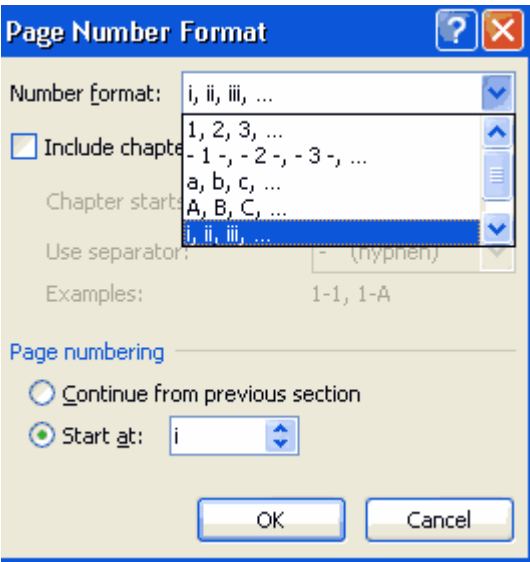 Page Number Format
Number format: i, ii, iii, ...
1, 2, 3, ...
Include chapte
- 1 -, - 2 -, - 3 -, ...
a, b, c, ...
Chapter starts
A, B, C, ...
i, ii, iii, ...
Use separator: - (hyphen)
Examples: 1-1, 1-A
Page numbering
Continue from previous section
Start at: i
OK Cancel